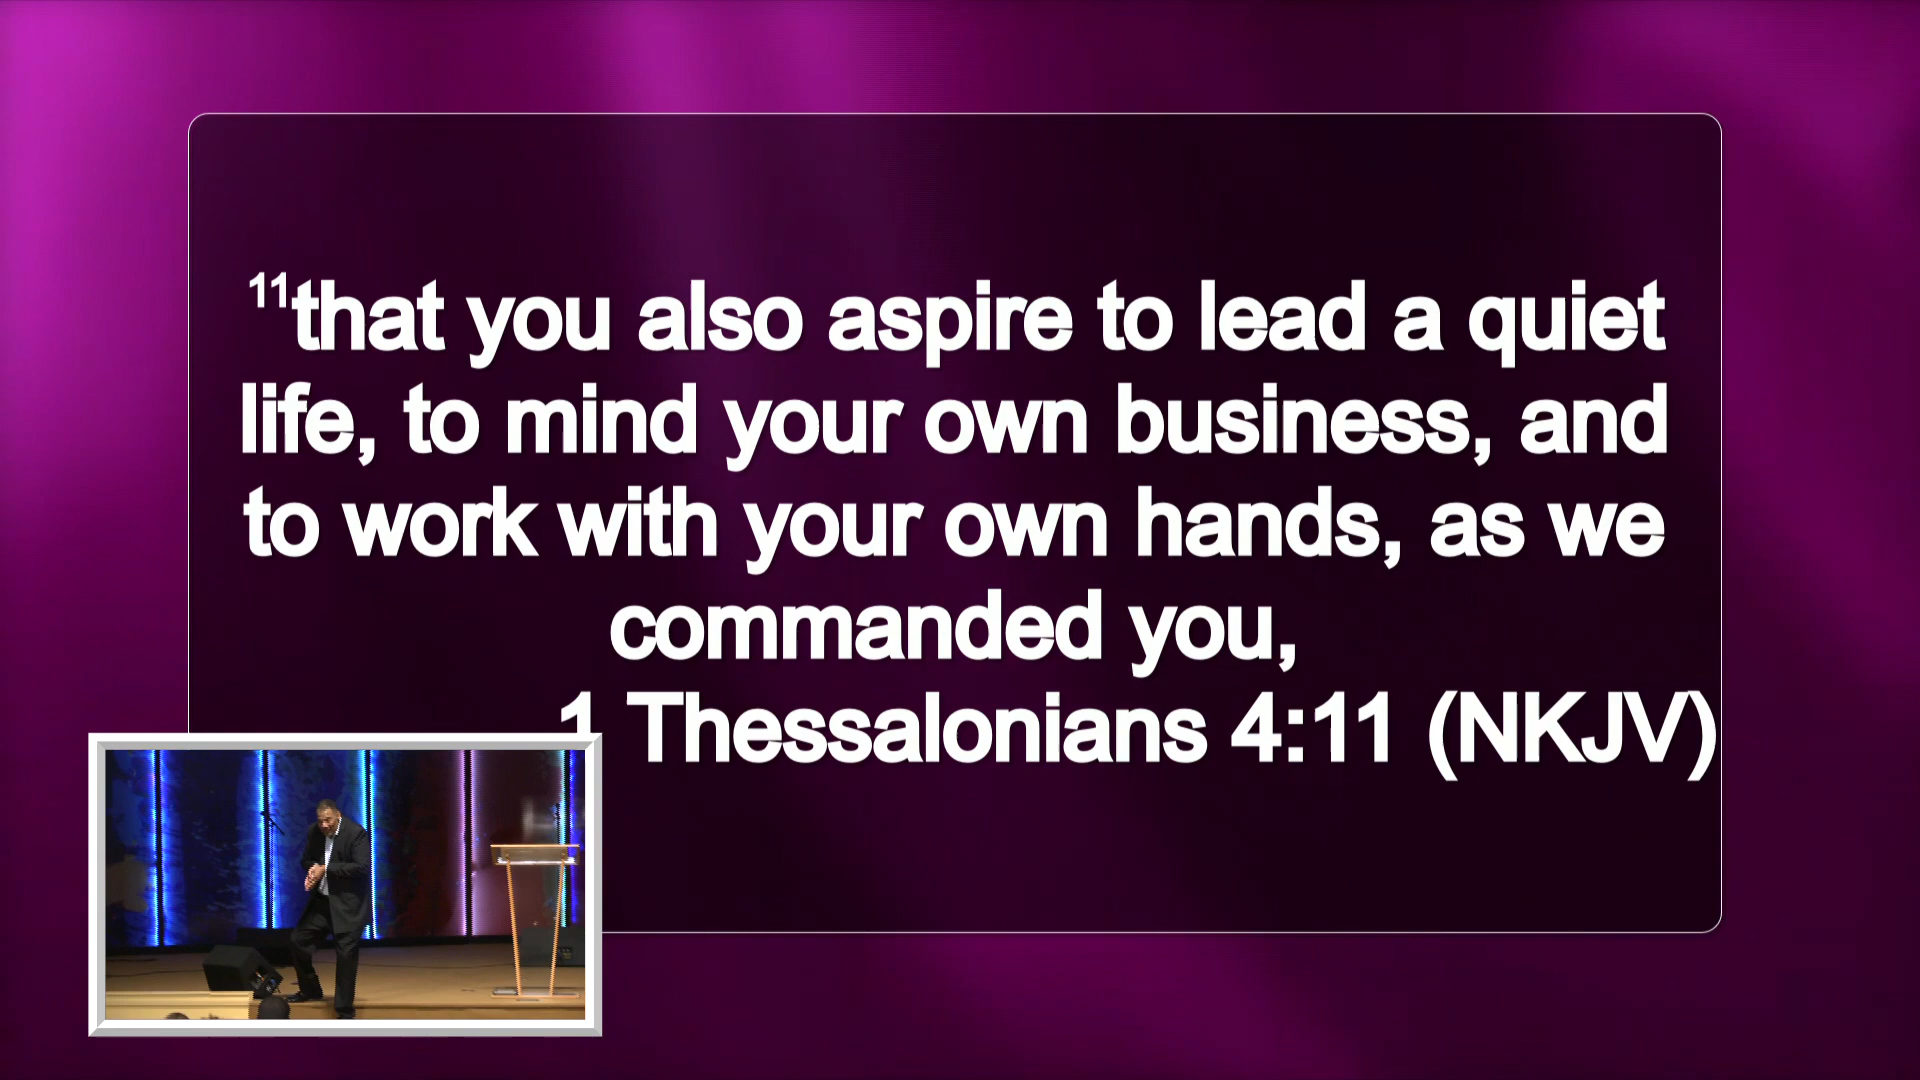 11that you also aspire to lead a quiet
life, to mind your own business, and
to work with your own hands, as we
commanded you,
1 Thessalonians 4:11 (NKJV)